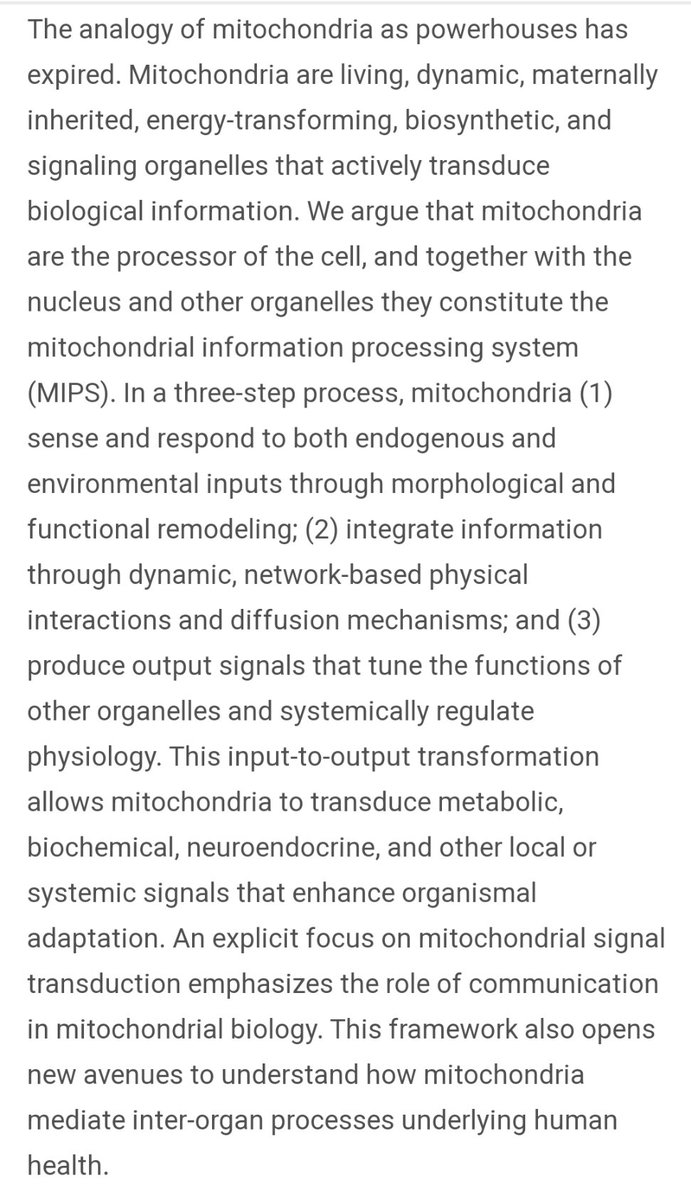 The analogy of mitochondria as powerhouses has
expired. Mitochondria are living, dynamic, maternally
inherited, energy-transforming, biosynthetic, and
signaling organelles that actively transduce
biological information. We argue that mitochondria
are the processor of the cell, and together with the
nucleus and other organelles they constitute the
mitochondrial information processing system
(MIPS). In a three-step process, mitochondria (1)
sense and respond to both endogenous and
environmental inputs through morphological and
functional remodeling; (2) integrate information
through dynamic, network-based physical
interactions and diffusion mechanisms; and (3)
produce output signals that tune the functions of
other organelles and systemically regulate
physiology. This input-to-output transformation
allows mitochondria to transduce metabolic,
biochemical, neuroendocrine, and other local or
systemic signals that enhance organismal
adaptation. An explicit focus on mitochondrial signal
transduction emphasizes the role of communication
in mitochondrial biology. This framework also opens
new avenues to understand how mitochondria
mediate inter-organ processes underlying human
health.